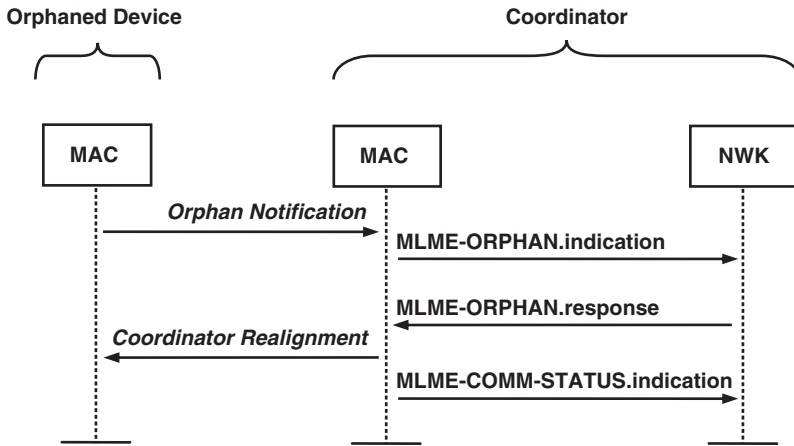 Orphaned Device
Coordinator
MAC
MAC
NWK
Orphan Notification
MLME-ORPHAN.indication
MLME-ORPHAN.response
Coordinator Realignment
MLME-COMM-STATUS.indication